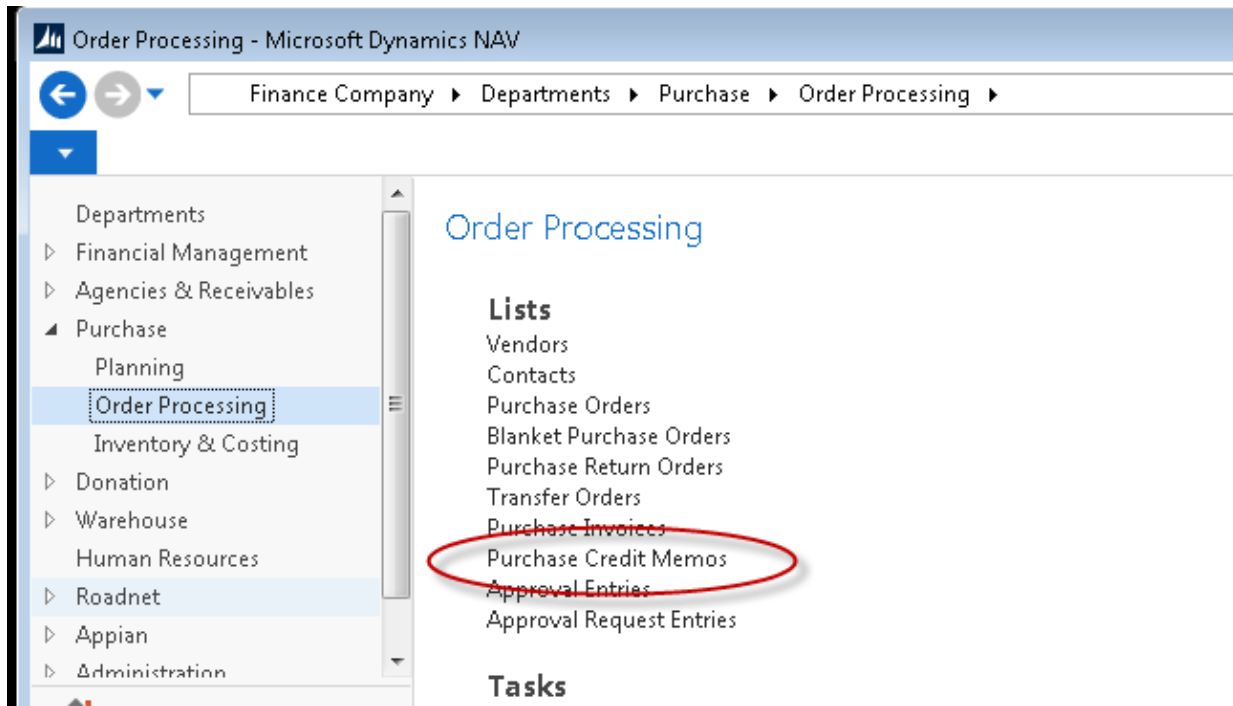 Order Processing - Microsoft Dynamics NAV
Finance Company ▸ Departments ▸ Purchase ▸ Order Processing ▸
Departments
Financial Management
Agencies & Receivables
Purchase
Planning
Order Processing
Inventory & Costing
Donation
Warehouse
Human Resources
Roadnet
Appian
Administration
Order Processing
Lists
Vendors
Contacts
Purchase Orders
Blanket Purchase Orders
Purchase Return Orders
Transfer Orders
Purchase Invoices
Purchase Credit Memos
Approval Entries
Approval Request Entries
Tasks